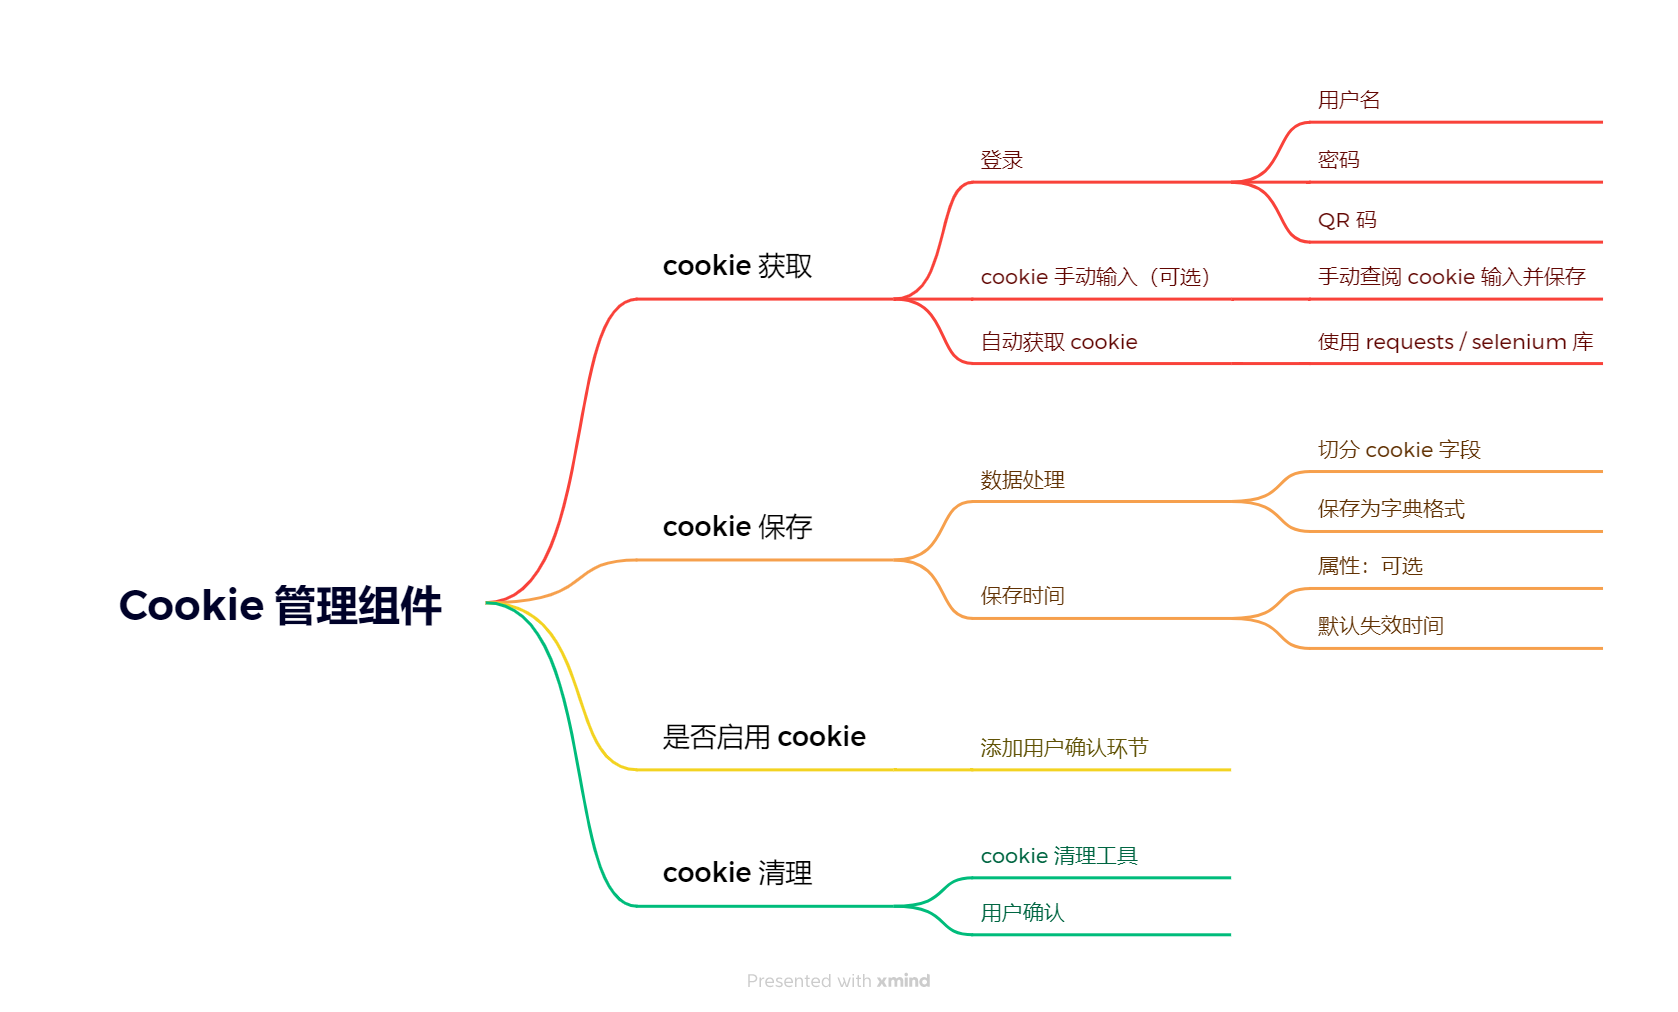 Cookie 管理组件
cookie 获取
登录
用户名
密码
QR 码
cookie 手动输入（可选）
手动查阅 cookie 输入并保存
自动获取 cookie
使用 requests / selenium 库
cookie 保存
数据处理
切分 cookie 字段
保存为字典格式
保存时间
属性：可选
默认失效时间
是否启用 cookie
添加用户确认环节
cookie 清理
cookie 清理工具
用户确认
Presented with xmind